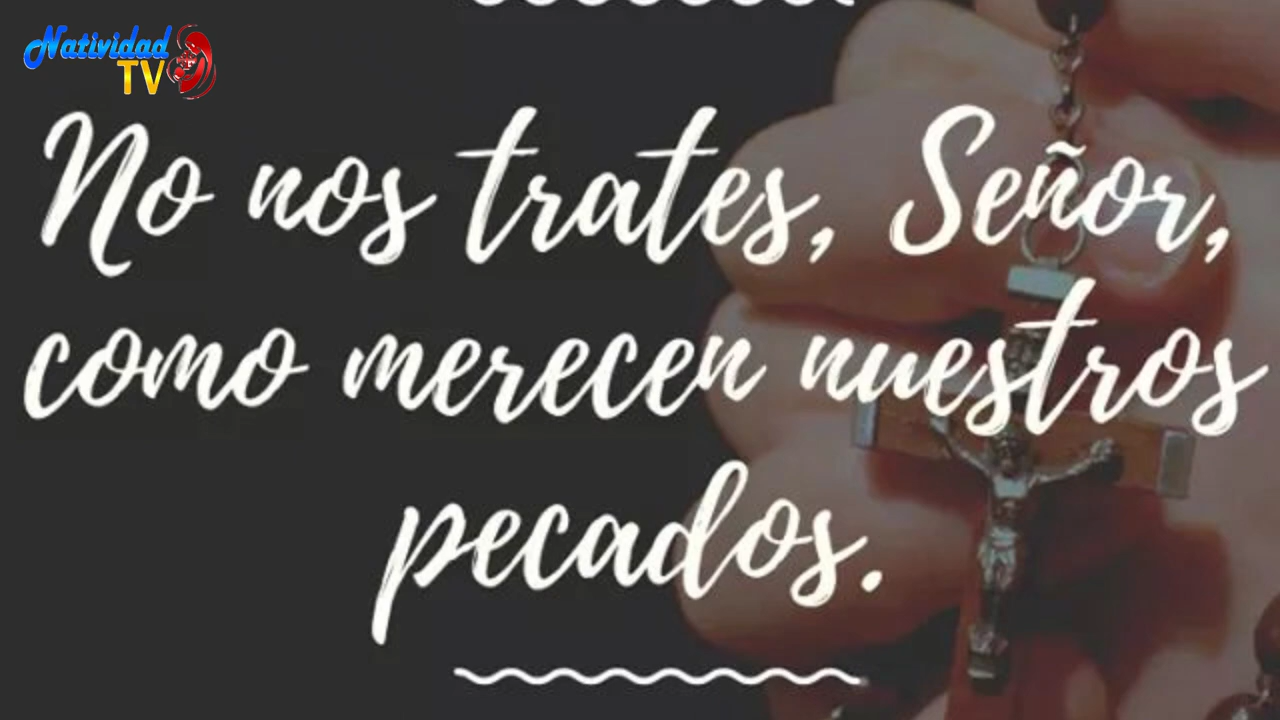 Natividad
TV
No nos trates, Señor,
como merecen nuestros
pecados.